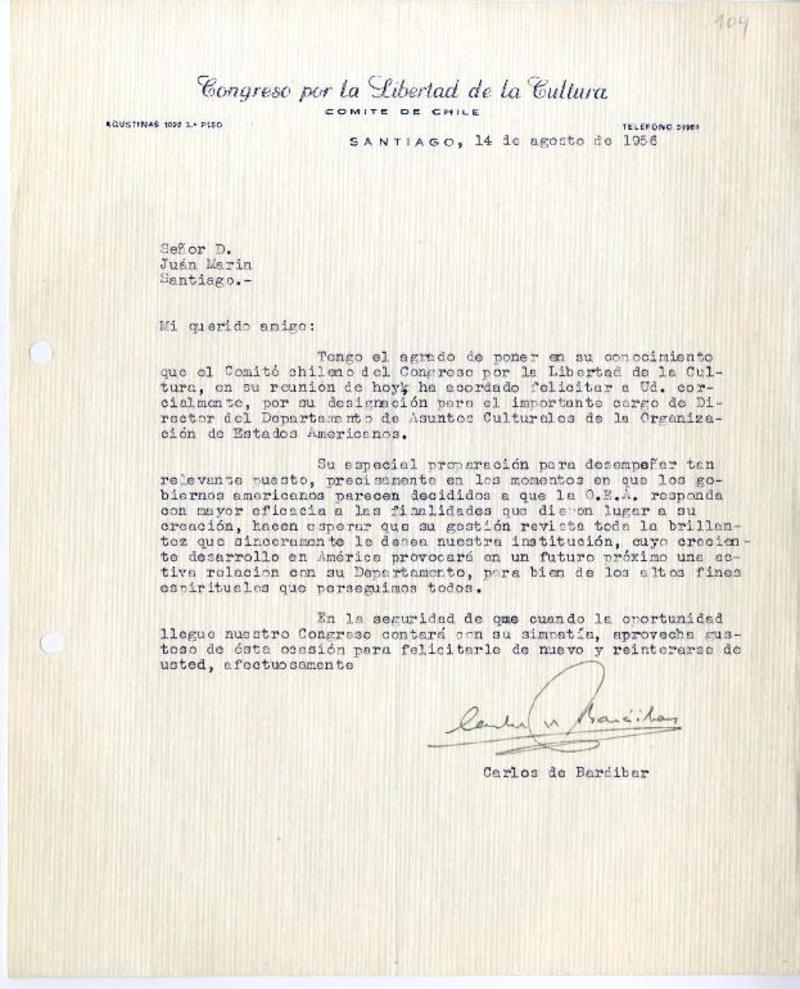 104
Congreso por la Libertad de la Cultura
COMITE DE CHILE
AGUSTINAS 1022 2.° PISO
TELEFONO
SANTIAGO, 14 de agosto de 1956
Señor D.
Juán Marin
Santiago.-
Mi querido amigo:
Tengo el agrado de poner en su conocimiento
que el Comité chileno del Congreso por la Libertad de la Cul-
tura, en su reunión de hoy, ha acordado felicitar a Ud. cor-
dialmente, por su designación para el importante cargo de Di-
rector del Departamento de Asuntos Culturales de la Organiza-
ción de Estados Americanos.
Su especial preparación para desempeñar tan
relevante puesto, precisamente en los momentos en que los go-
biernos americanos parecen decididos a que la O.E.A. responda
con mayor eficacia a las finalidades que dieron lugar a su
creación, hacen esperar que su gestión revista toda la brillan-
tez que sinceramente le desea nuestra institución, cuyo crecien-
te desarrollo en América provocará en un futuro próximo una ac-
tiva relacion con su Departamento, para bien de los altos fines
espirituales que perseguimos todos.
En la seguridad de que cuando la oportunidad
llegue nuestro Congreso contará con su simpatía, aprovecha gus-
toso de ésta ocasión para felicitarle de nuevo y reinterarse de
usted, afectuosamente
Carlos de Baráibar
Carlos de Baráibar